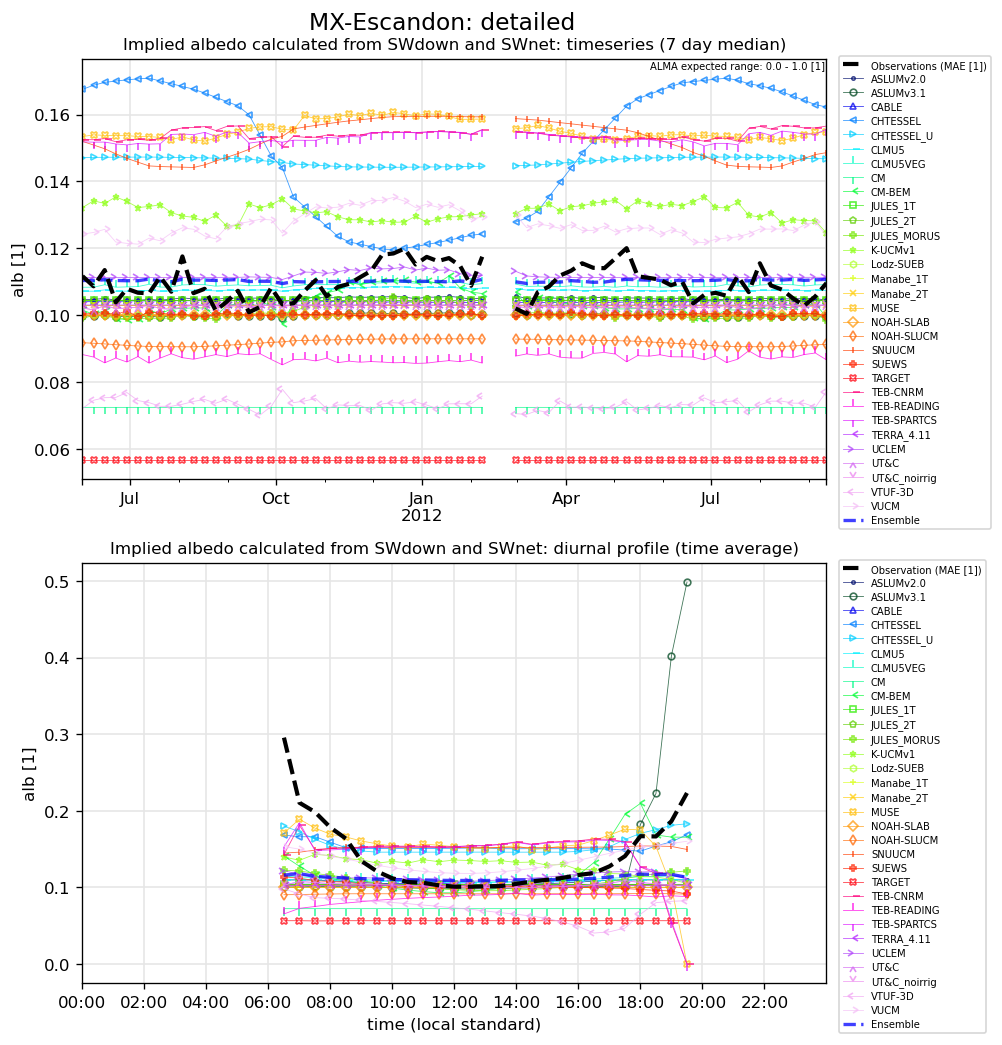 MX-Escandon: detailed
Implied albedo calculated from SWdown and SWnet: timeseries (7 day median)
ALMA expected range: 0.0 - 1.0 [1]
alb [1]
0.16
0.14
0.12
0.10
0.08
0.06
Jul
Oct
Jan
2012
Apr
Jul
Observations (MAE [1])
ASLUMv2.0
ASLUMv3.1
CABLE
CHTESSEL
CHTESSEL_U
CLMU5
CLMU5VEG
CM
CM-BEM
JULES_1T
JULES_2T
JULES_MORUS
K-UCMv1
Lodz-SUEB
Manabe_1T
Manabe_2T
MUSE
NOAH-SLAB
NOAH-SLUCM
SNUUCM
SUEWS
TARGET
TEB-CNRM
TEB-READING
TEB-SPARTCS
TERRA_4.11
UCLEM
UT&C
UT&C_noirrig
VTUF-3D
VUCM
Ensemble
Implied albedo calculated from SWdown and SWnet: diurnal profile (time average)
alb [1]
0.5
0.4
0.3
0.2
0.1
0.0
00:00
02:00
04:00
06:00
08:00
10:00
12:00
14:00
16:00
18:00
20:00
22:00
time (local standard)
Observation (MAE [1])
ASLUMv2.0
ASLUMv3.1
CABLE
CHTESSEL
CHTESSEL_U
CLMU5
CLMU5VEG
CM
CM-BEM
JULES_1T
JULES_2T
JULES_MORUS
K-UCMv1
Lodz-SUEB
Manabe_1T
Manabe_2T
MUSE
NOAH-SLAB
NOAH-SLUCM
SNUUCM
SUEWS
TARGET
TEB-CNRM
TEB-READING
TEB-SPARTCS
TERRA_4.11
UCLEM
UT&C
UT&C_noirrig
VTUF-3D
VUCM
Ensemble